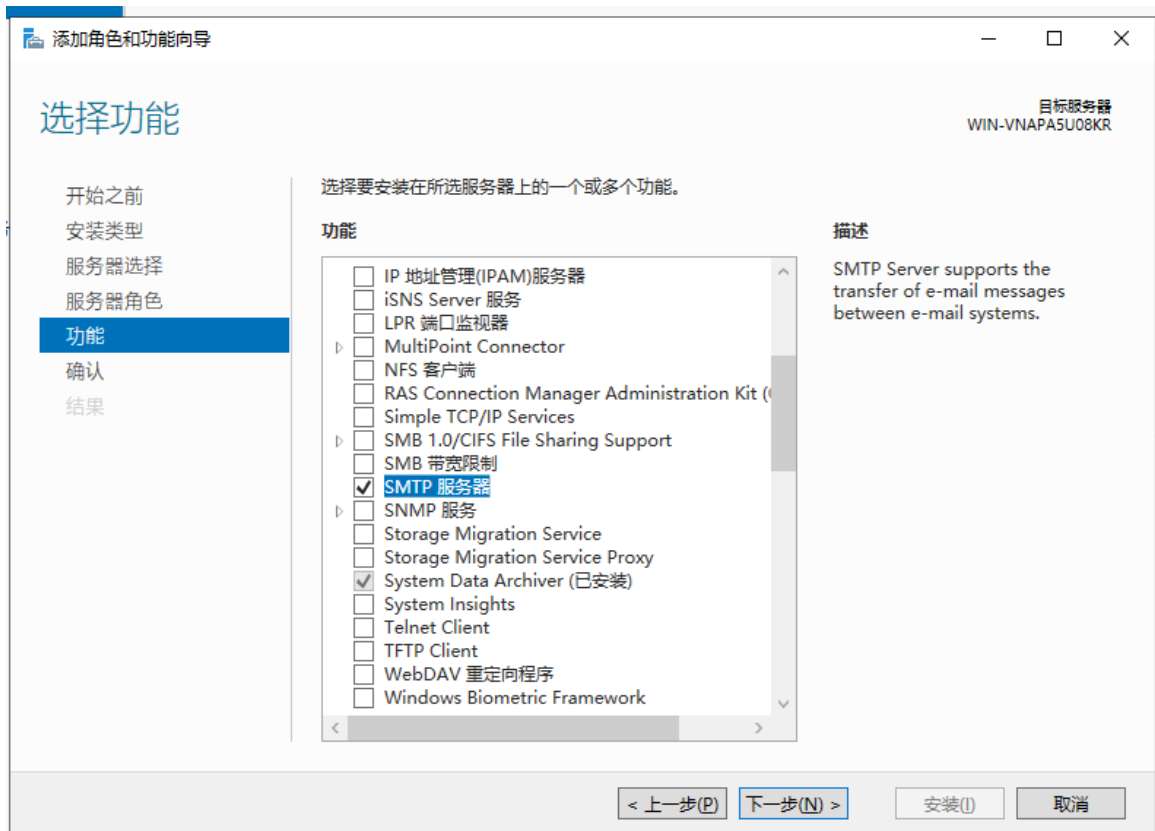 添加角色和功能向导
选择功能
目标服务器
WIN-VNAPA5U08KR
开始之前
安装类型
服务器选择
服务器角色
功能
确认
结果
选择要安装在所选服务器上的一个或多个功能。
功能
IP 地址管理(IPAM)服务器
iSNS Server 服务
LPR 端口监视器
MultiPoint Connector
NFS 客户端
RAS Connection Manager Administration Kit (
Simple TCP/IP Services
SMB 1.0/CIFS File Sharing Support
SMB 带宽限制
SMTP 服务器
SNMP 服务
Storage Migration Service
Storage Migration Service Proxy
System Data Archiver (已安装)
System Insights
Telnet Client
TFTP Client
WebDAV 重定向程序
Windows Biometric Framework
描述
SMTP Server supports the
transfer of e-mail messages
between e-mail systems.
< 上一步(P)
下一步(N) >
安装(I)
取消